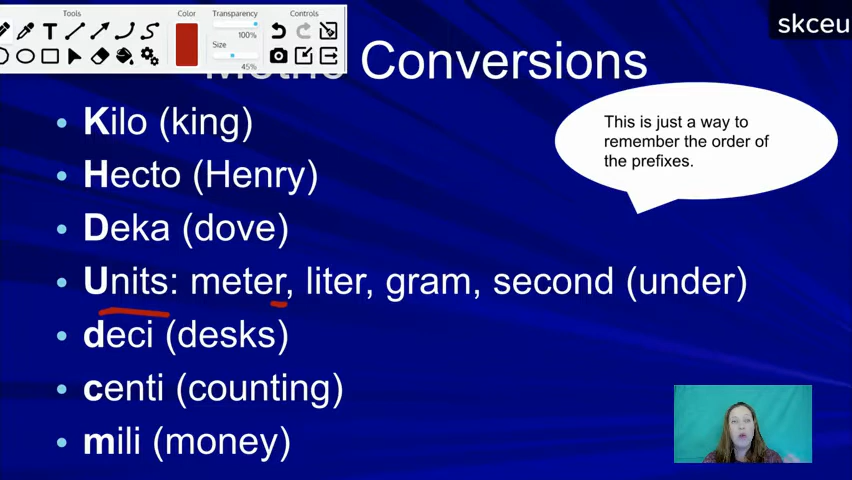 Tools
Color
Transparency
Controls
100%
Size
45%
T
skceu
Metric Conversions
• Kilo (king)
• Hecto (Henry)
• Deka (dove)
• Units: meter, liter, gram, second (under)
• deci (desks)
• centi (counting)
• mili (money)
This is just a way to
remember the order of
the prefixes.